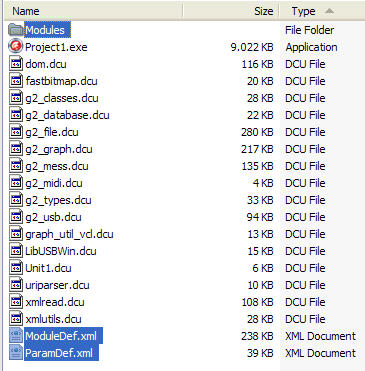 Name Size Type
Modules File Folder
Project1.exe 9.022 KB Application
dom.dcu 116 KB DCU File
fastbitmap.dcu 20 KB DCU File
g2_classes.dcu 28 KB DCU File
g2_database.dcu 22 KB DCU File
g2_file.dcu 280 KB DCU File
g2_graph.dcu 217 KB DCU File
g2_mess.dcu 135 KB DCU File
g2_midi.dcu 4 KB DCU File
g2_types.dcu 33 KB DCU File
g2_usb.dcu 94 KB DCU File
graph_util_vcl.dcu 13 KB DCU File
LibUSBWin.dcu 15 KB DCU File
Unit1.dcu 6 KB DCU File
uriparser.dcu 10 KB DCU File
xmlread.dcu 108 KB DCU File
xmlutils.dcu 28 KB DCU File
ModuleDef.xml 238 KB XML Document
ParamDef.xml 39 KB XML Document